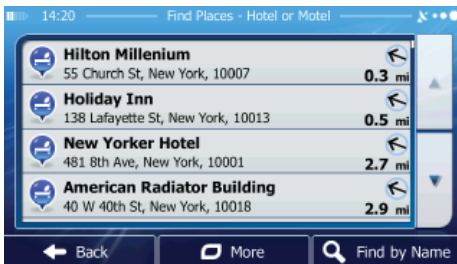 14:20 Find Places - Hotel or Motel
Hilton Millenium
55 Church St, New York, 10007
0.3 mi
Holiday Inn
138 Lafayette St, New York, 10013
0.5 mi
New Yorker Hotel
481 8th Ave, New York, 10001
2.7 mi
American Radiator Building
40 W 40th St, New York, 10018
2.9 mi
Back More Find by Name